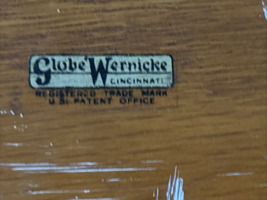 Globe Wernicke
CINCINNATI
REGISTERED TRADE MARK
U.S. PATENT OFFICE